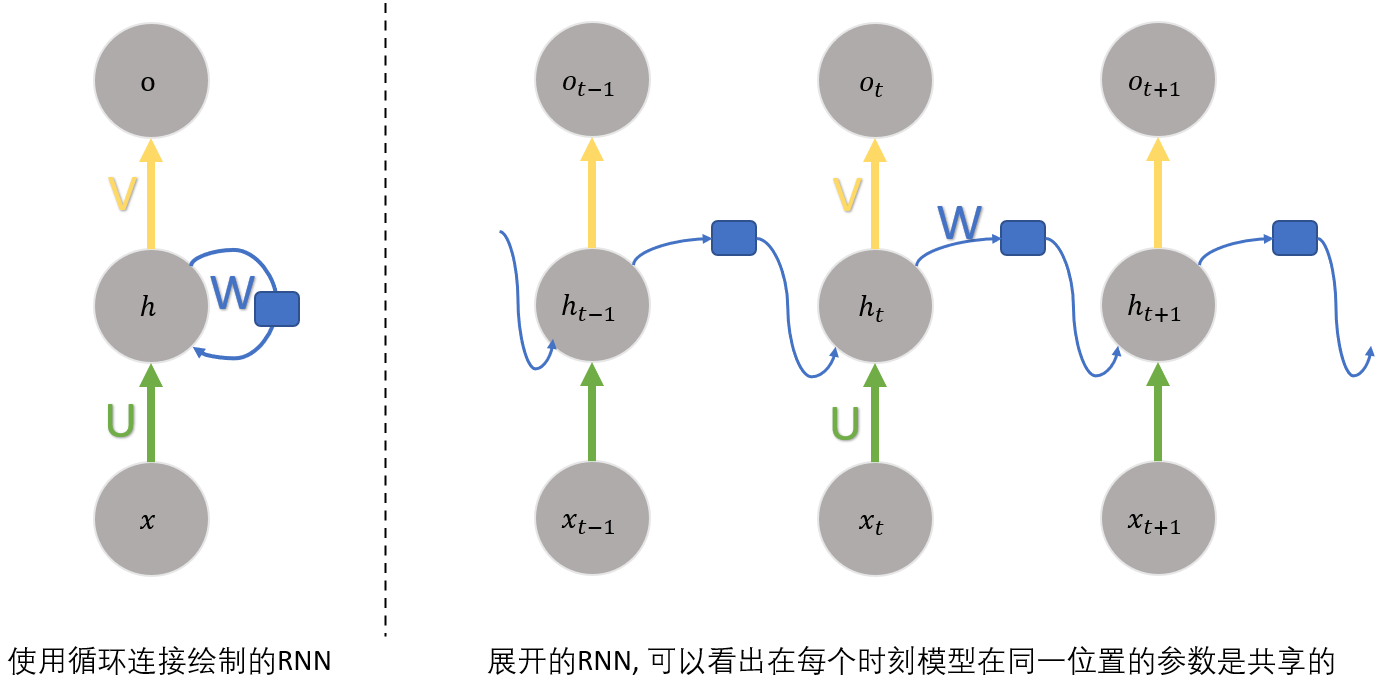 o
V
h
W
U
x
使用循环连接绘制的RNN
o_{t-1} o_t o_{t+1}
V
W
h_{t-1} h_t h_{t+1}
U
x_{t-1} x_t x_{t+1}
展开的RNN, 可以看出在每个时刻模型在同一位置的参数是共享的